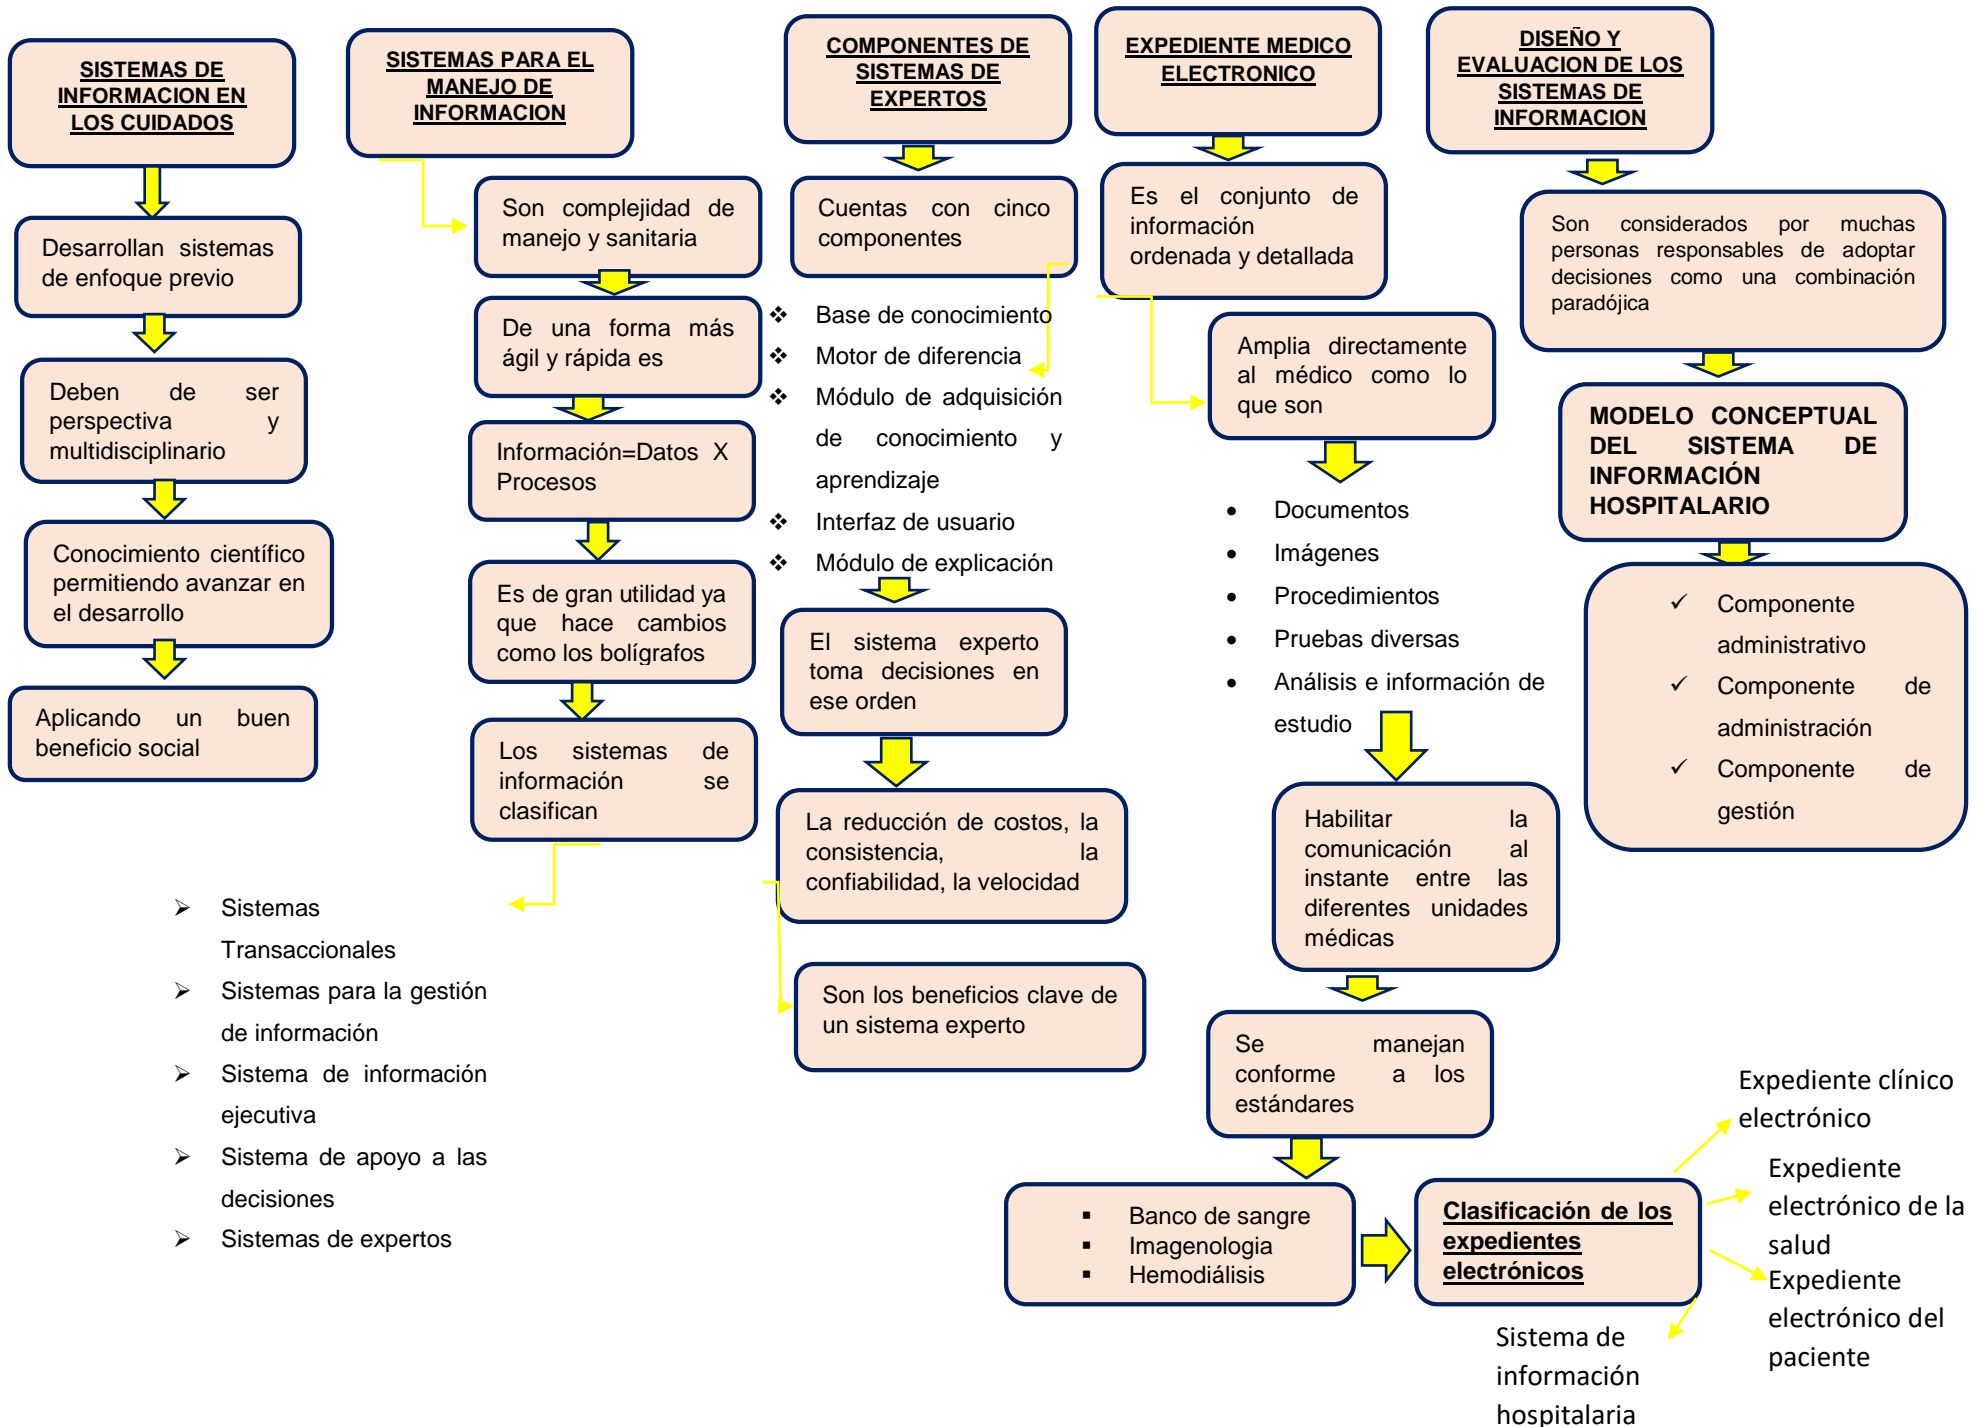 SISTEMAS DE
INFORMACION EN
LOS CUIDADOS
Desarrollan sistemas
de enfoque previo
Deben de ser
perspectiva y
multidisciplinario
Conocimiento científico
permitiendo avanzar en
el desarrollo
Aplicando un buen
beneficio social
SISTEMAS PARA EL
MANEJO DE
INFORMACION
Son complejidad de
manejo y sanitaria
De una forma más
ágil y rápida es
Información=Datos X
Procesos
Es de gran utilidad ya
que hace cambios
como los bolígrafos
Los sistemas de
información se
clasifican
Sistemas
Transaccionales
Sistemas para la gestión
de información
Sistema de información
ejecutiva
Sistema de apoyo a las
decisiones
Sistemas de expertos
COMPONENTES DE
SISTEMAS DE
EXPERTOS
Cuentas con cinco
componentes
Base de conocimiento
Motor de diferencia
Módulo de adquisición
de conocimiento y
aprendizaje
Interfaz de usuario
Módulo de explicación
El sistema experto
toma decisiones en
ese orden
La reducción de costos, la
consistencia, la
confiabilidad, la velocidad
Son los beneficios clave de
un sistema experto
EXPEDIENTE MEDICO
ELECTRONICO
Es el conjunto de
información
ordenada y detallada
Amplia directamente
al médico como lo
que son
Documentos
Imágenes
Procedimientos
Pruebas diversas
Análisis e información de
estudio
Habilitar la
comunicación al
instante entre las
diferentes unidades
médicas
Se manejan
conforme a los
estándares
Banco de sangre
Imagenologia
Hemodiálisis
Clasificación de los
expedientes
electrónicos
Expediente clínico
electrónico
Expediente
electrónico de la
salud
Expediente
electrónico del
paciente
Sistema de
información
hospitalaria
DISEÑO Y
EVALUACION DE LOS
SISTEMAS DE
INFORMACION
Son considerados por muchas
personas responsables de adoptar
decisiones como una combinación
paradójica
MODELO CONCEPTUAL
DEL SISTEMA DE
INFORMACIÓN
HOSPITALARIO
Componente
administrativo
Componente de
administración
Componente de
gestión